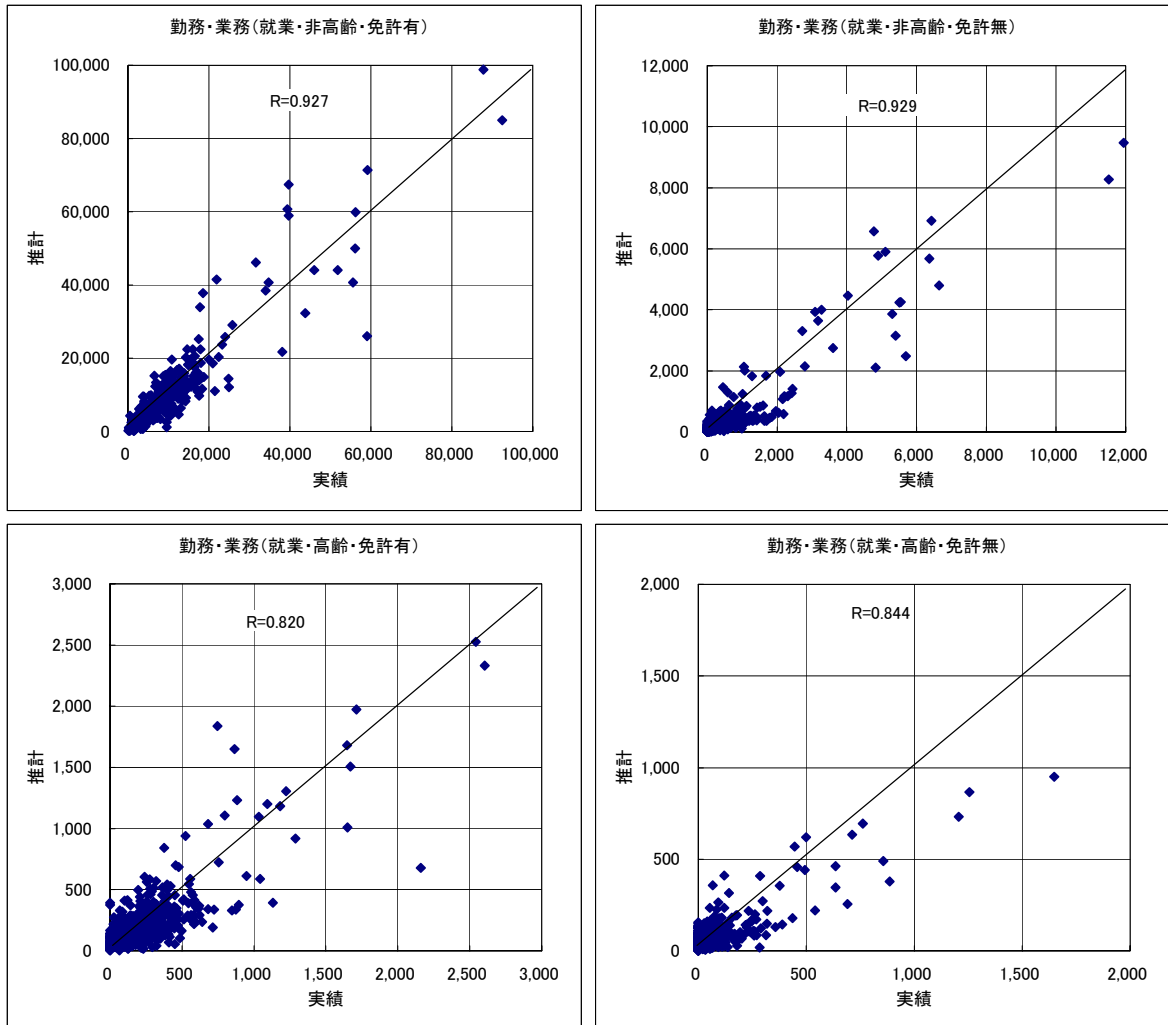 勤務・業務(就業・非高齢・免許有)
100,000
80,000
60,000
40,000
20,000
0
R=0.927
推計
0 20,000 40,000 60,000 80,000 100,000
実績
勤務・業務(就業・非高齢・免許無)
12,000
10,000
8,000
6,000
4,000
2,000
0
R=0.929
推計
0 2,000 4,000 6,000 8,000 10,000 12,000
実績
勤務・業務(就業・高齢・免許有)
3,000
2,500
2,000
1,500
1,000
500
0
R=0.820
推計
0 500 1,000 1,500 2,000 2,500 3,000
実績
勤務・業務(就業・高齢・免許無)
2,000
1,500
1,000
500
0
R=0.844
推計
0 500 1,000 1,500 2,000
実績